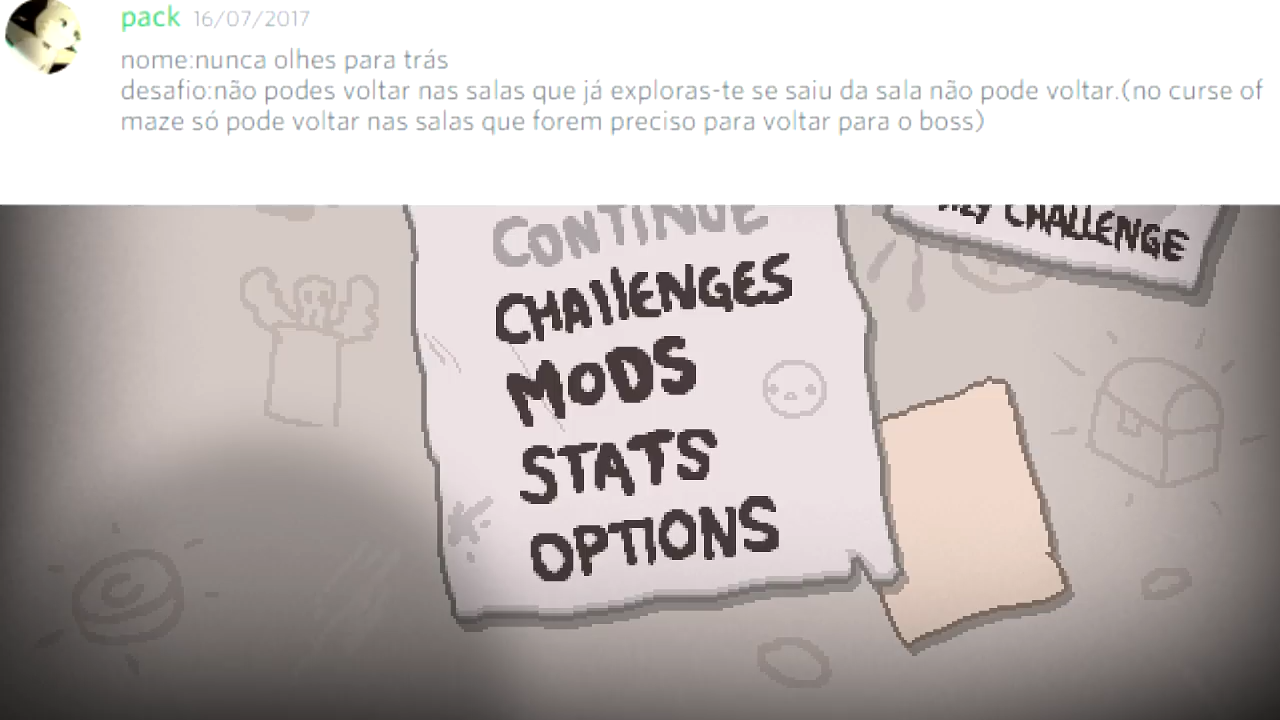 pack 16/07/2017
nome:nunca olhes para trás
desafio:não podes voltar nas salas que já exploras-te se saiu da sala não pode voltar.(no curse of
maze só pode voltar nas salas que forem preciso para voltar para o boss)
CONTINUE
CHALLENGE
CHALLENGES
MODS
STATS
OPTIONS